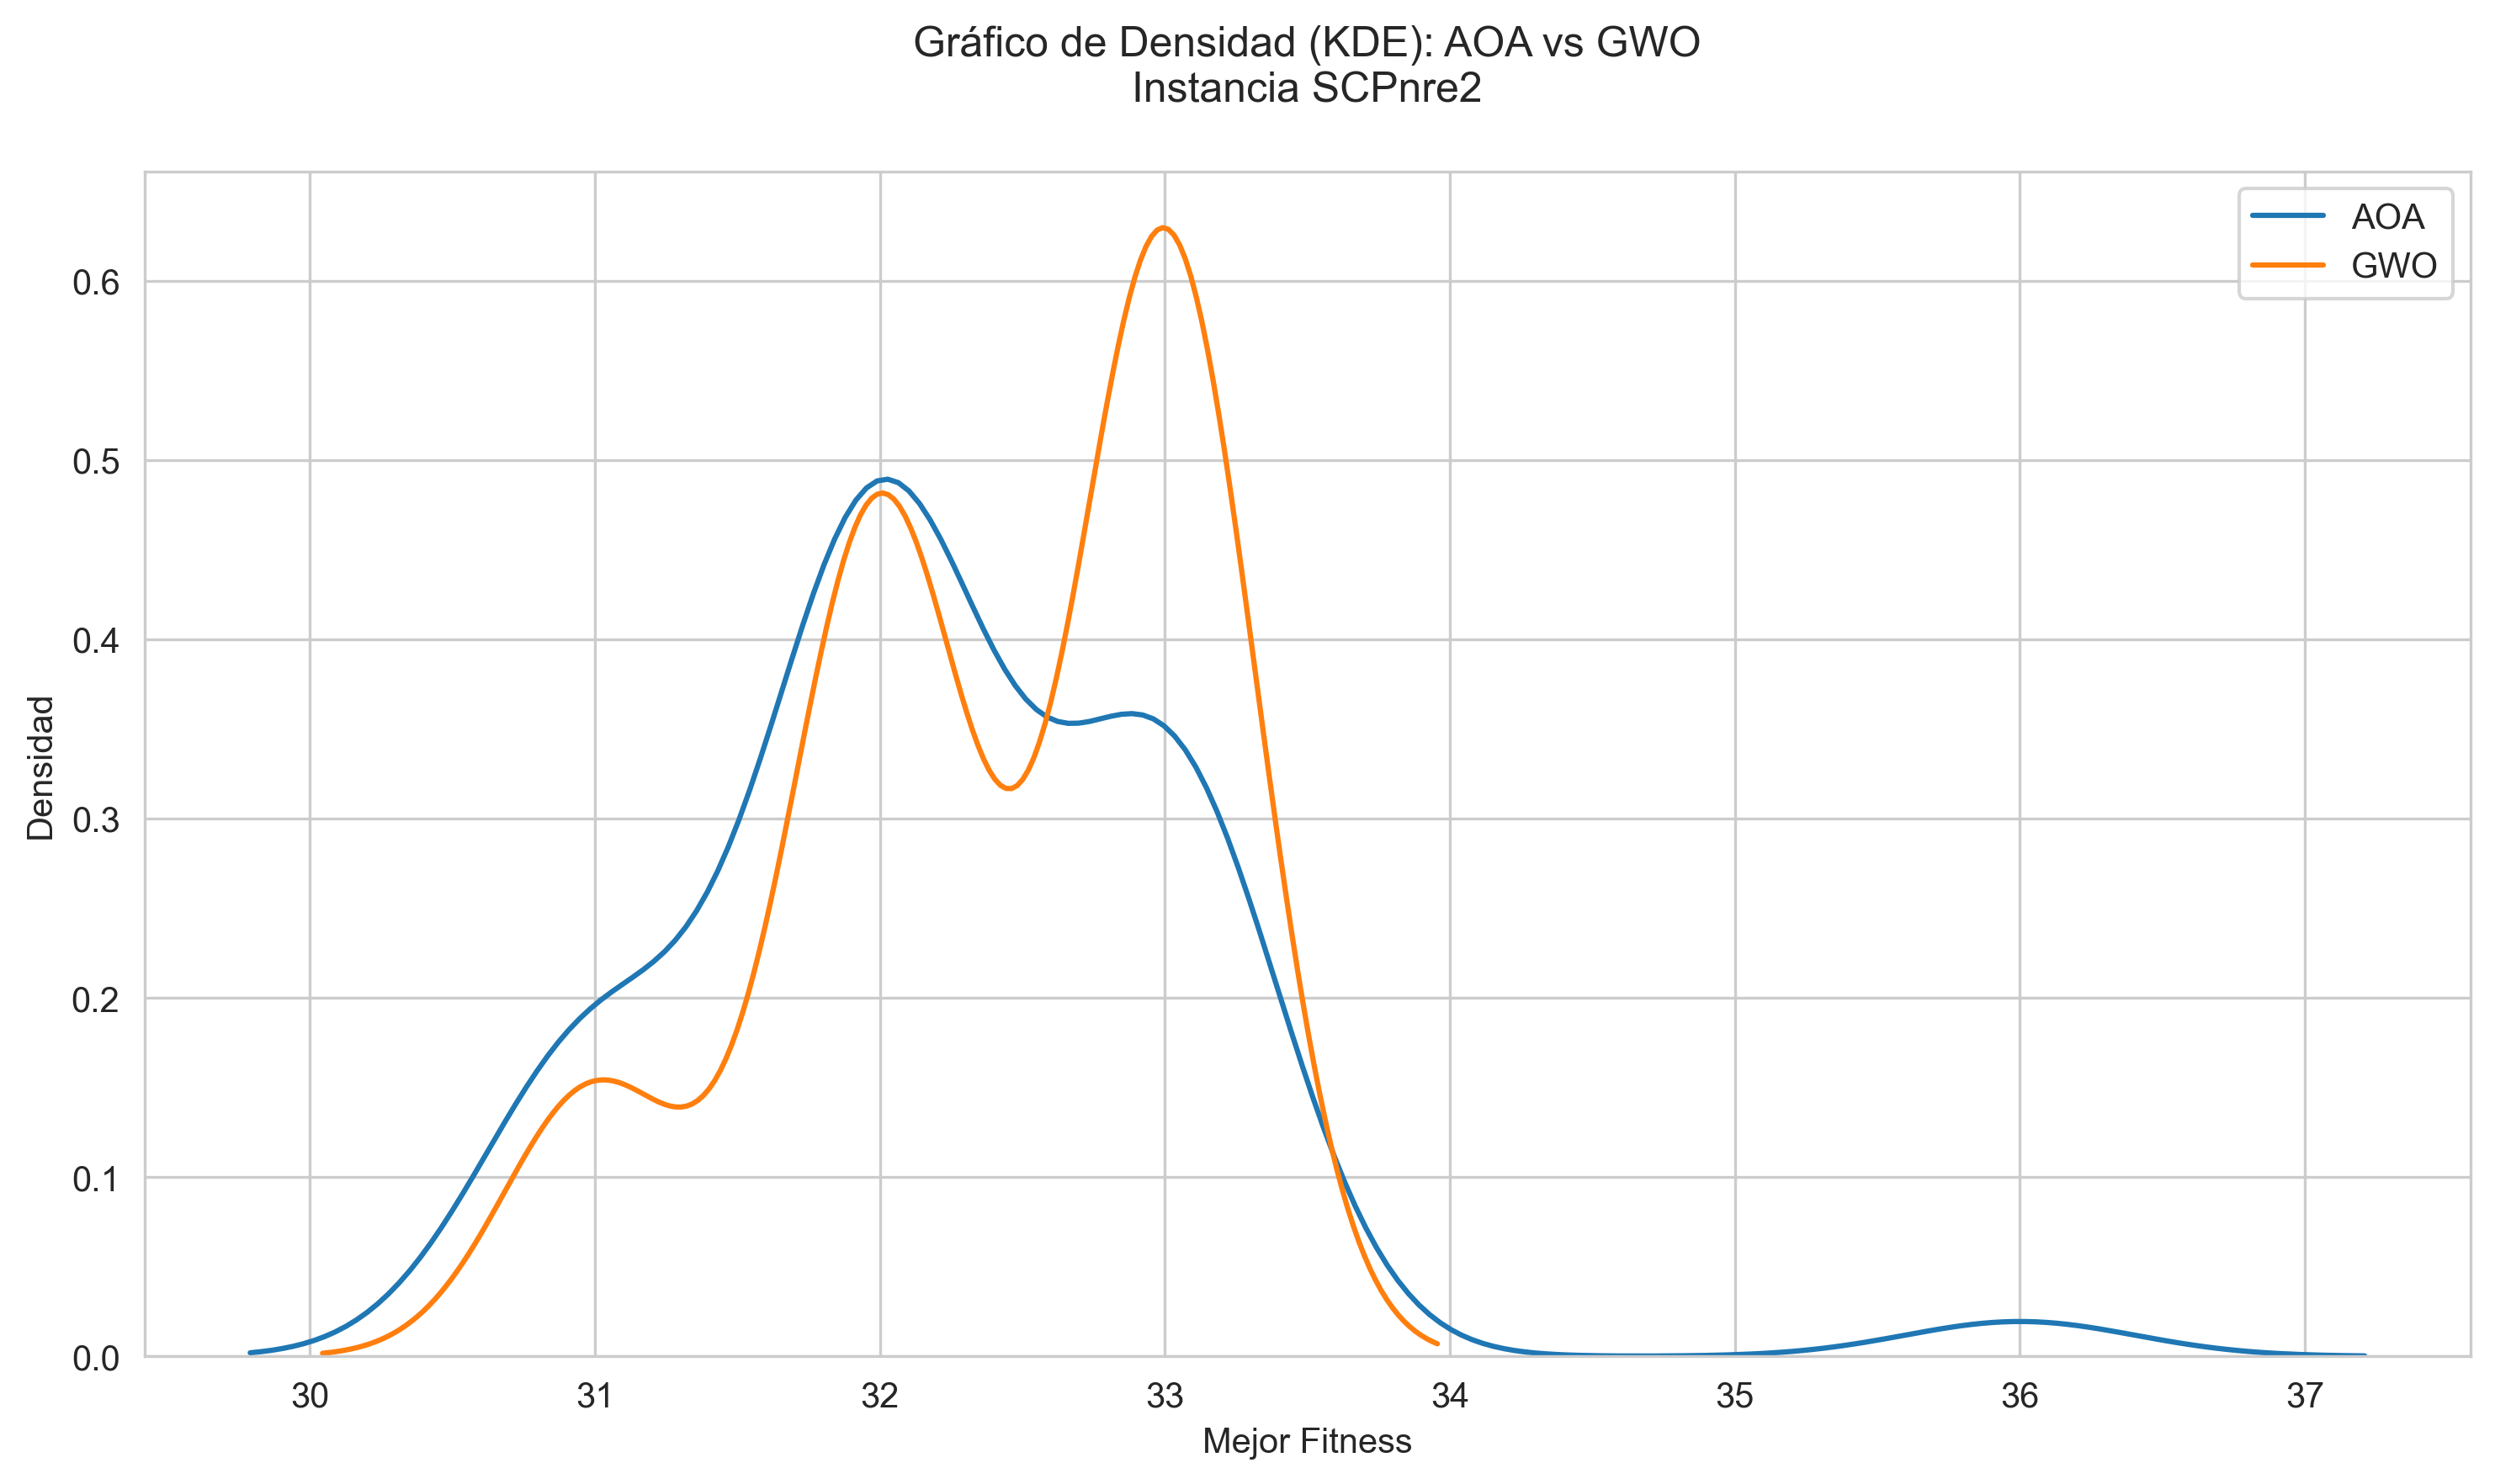 Gráfico de Densidad (KDE): AOA vs GWO
Instancia SCPnre2
AOA
GWO
Densidad
0.6
0.5
0.4
0.3
0.2
0.1
0.0
30 31 32 33 34 35 36 37
Mejor Fitness